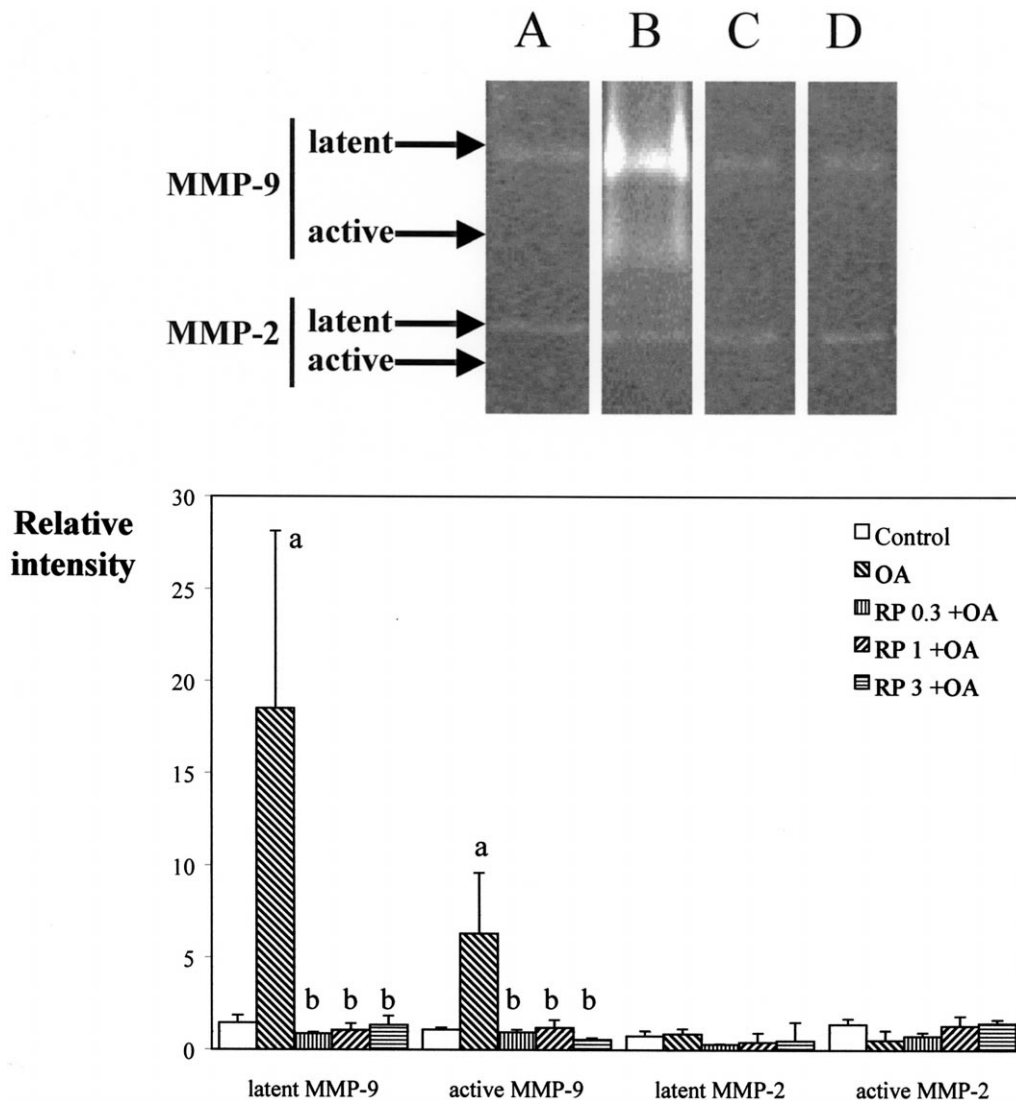 A B C D
latent
MMP-9
active
latent
MMP-2
active
Relative
intensity
30
25
20
15
10
5
0
a
a
b b b
b b b
Control
OA
RP 0.3 +OA
RP 1 +OA
RP 3 +OA
latent MMP-9 active MMP-9 latent MMP-2 active MMP-2